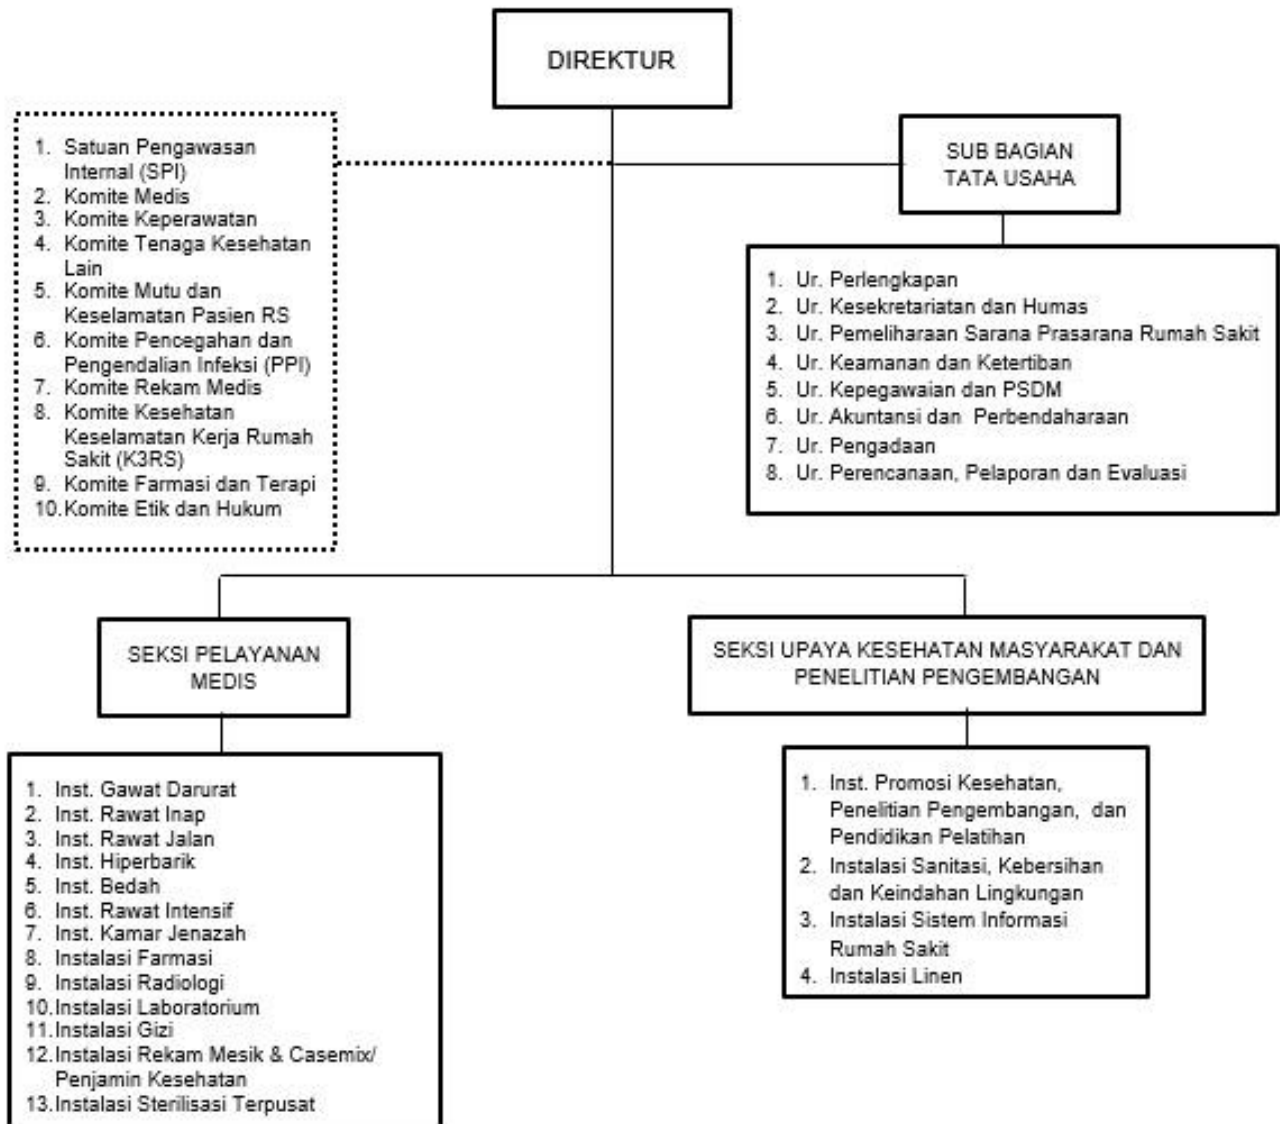 DIREKTUR
1. Satuan Pengawasan
Internal (SPI)
2. Komite Medis
3. Komite Keperawatan
4. Komite Tenaga Kesehatan
Lain
5. Komite Mutu dan
Keselamatan Pasien RS
6. Komite Pencegahan dan
Pengendalian Infeksi (PPI)
7. Komite Rekam Medis
8. Komite Kesehatan
Keselamatan Kerja Rumah
Sakit (K3RS)
9. Komite Farmasi dan Terapi
10. Komite Etik dan Hukum
SUB BAGIAN
TATA USAHA
1. Ur. Perlengkapan
2. Ur. Kesekretariatan dan Humas
3. Ur. Pemeliharaan Sarana Prasarana Rumah Sakit
4. Ur. Keamanan dan Ketertiban
5. Ur. Kepegawaian dan PSDM
6. Ur. Akuntansi dan Perbendaharaan
7. Ur. Pengadaan
8. Ur. Perencanaan, Pelaporan dan Evaluasi
SEKSI PELAYANAN
MEDIS
1. Inst. Gawat Darurat
2. Inst. Rawat Inap
3. Inst. Rawat Jalan
4. Inst. Hiperbarik
5. Inst. Bedah
6. Inst. Rawat Intensif
7. Inst. Kamar Jenazah
8. Instalasi Farmasi
9. Instalasi Radiologi
10. Instalasi Laboratorium
11. Instalasi Gizi
12. Instalasi Rekam Mesik & Casemix/
Penjamin Kesehatan
13. Instalasi Sterilisasi Terpusat
SEKSI UPAYA KESEHATAN MASYARAKAT DAN
PENELITIAN PENGEMBANGAN
1. Inst. Promosi Kesehatan,
Penelitian Pengembangan, dan
Pendidikan Pelatihan
2. Instalasi Sanitasi, Kebersihan
dan Keindahan Lingkungan
3. Instalasi Sistem Informasi
Rumah Sakit
4. Instalasi Linen